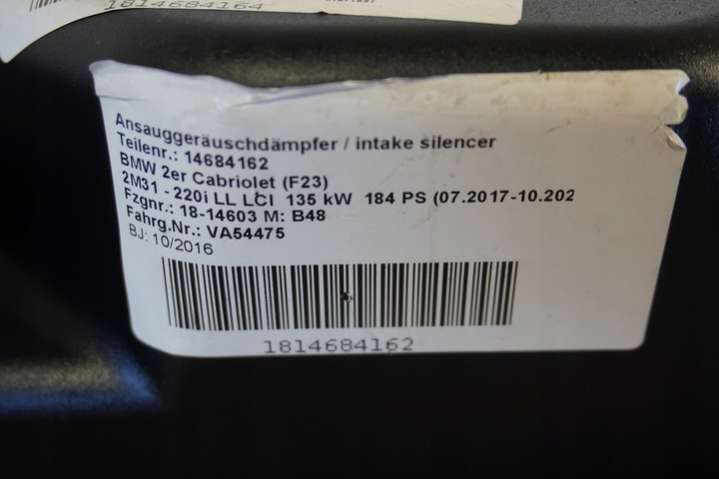 1814684164
Ansauggeräuschdämpfer / intake silencer
Teilenr.: 14684162
BMW 2er Cabriolet (F23)
2M31 - 220i LL LCI 135 kW 184 PS (07.2017-10.202
Fzgnr.: 18-14603 M: B48
Fahrg.Nr.: VA54475
BJ: 10/2016
1814684162